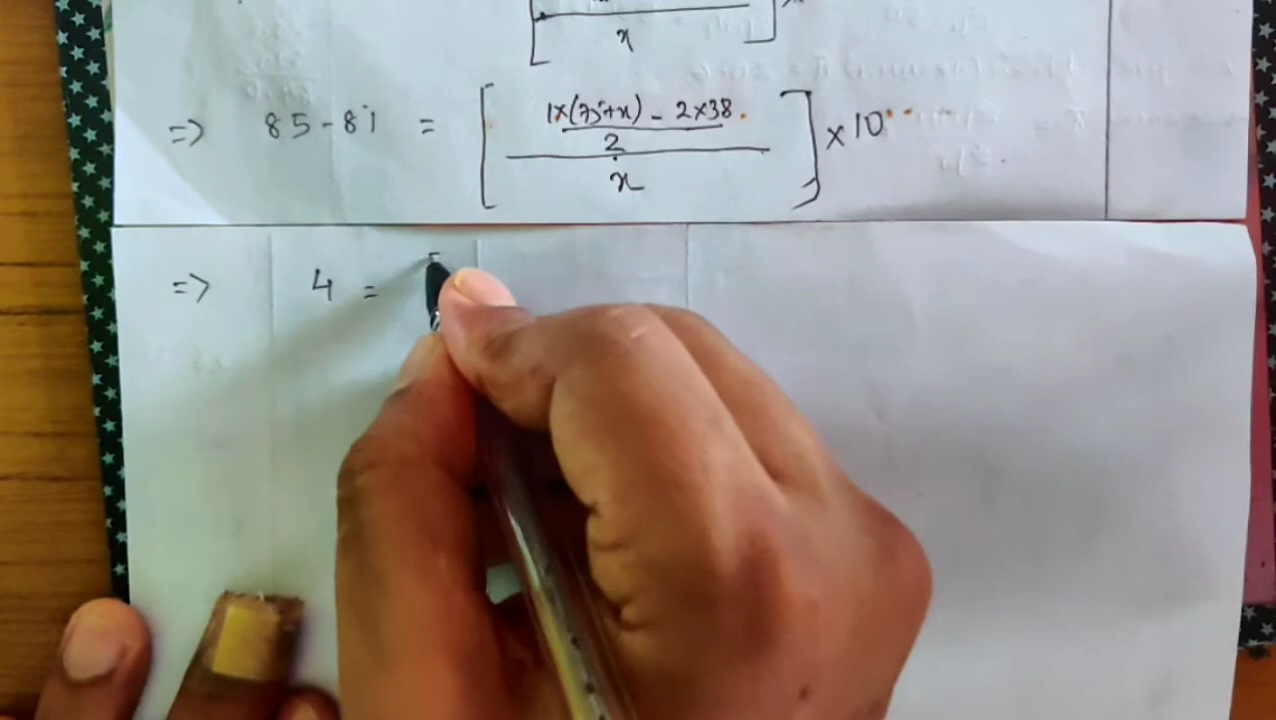 x
=> 85-81 = [ 1×(75+x) - 2×38 / 2 / x ] ×10
=> 4 =